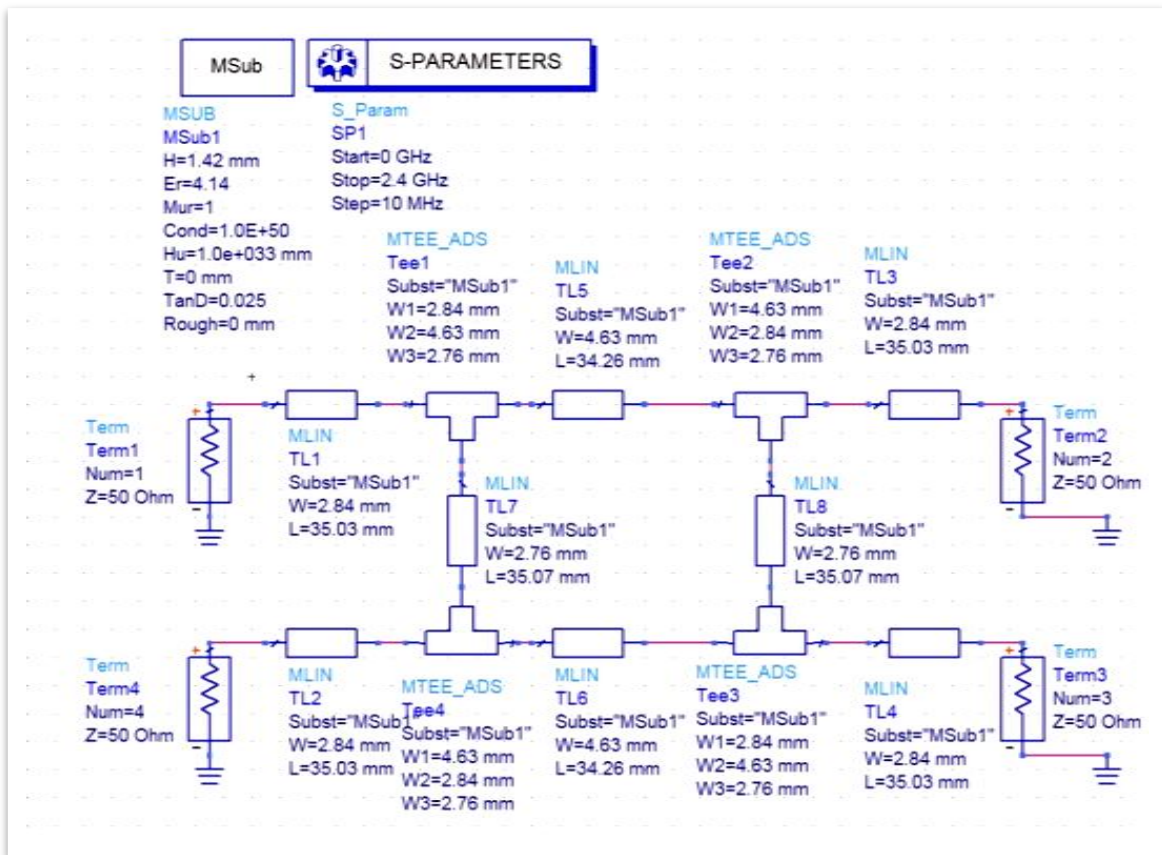 MSub
S-PARAMETERS
MSUB
MSub1
H=1.42 mm
Er=4.14
Mur=1
Cond=1.0E+50
Hu=1.0e+033 mm
T=0 mm
TanD=0.025
Rough=0 mm
S_Param
SP1
Start=0 GHz
Stop=2.4 GHz
Step=10 MHz
MTEE_ADS
Tee1
Subst="MSub1"
W1=2.84 mm
W2=4.63 mm
W3=2.76 mm
MLIN
TL5
Subst="MSub1"
W=4.63 mm
L=34.26 mm
MTEE_ADS
Tee2
Subst="MSub1"
W1=4.63 mm
W2=2.84 mm
W3=2.76 mm
MLIN
TL3
Subst="MSub1"
W=2.84 mm
L=35.03 mm
Term
Term1
Num=1
Z=50 Ohm
MLIN
TL1
Subst="MSub1"
W=2.84 mm
L=35.03 mm
MLIN
TL7
Subst="MSub1"
W=2.76 mm
L=35.07 mm
MLIN
TL8
Subst="MSub1"
W=2.76 mm
L=35.07 mm
Term
Term2
Num=2
Z=50 Ohm
Term
Term4
Num=4
Z=50 Ohm
MLIN
TL2
Subst="MSub1"
W=2.84 mm
L=35.03 mm
MTEE_ADS
Tee4
Subst="MSub1"
W1=4.63 mm
W2=2.84 mm
W3=2.76 mm
MLIN
TL6
Subst="MSub1"
W=4.63 mm
L=34.26 mm
MTEE_ADS
Tee3
Subst="MSub1"
W1=2.84 mm
W2=4.63 mm
W3=2.76 mm
MLIN
TL4
Subst="MSub1"
W=2.84 mm
L=35.03 mm
Term
Term3
Num=3
Z=50 Ohm